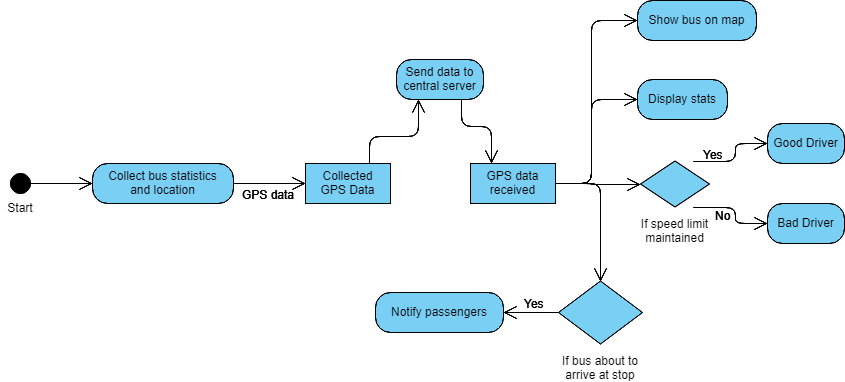 Show bus on map
Send data to
central server
Display stats
Good Driver
Yes
Collect bus statistics
and location
GPS data
Collected
GPS Data
GPS data
received
Start
If speed limit
maintained
No
Bad Driver
Notify passengers
Yes
If bus about to
arrive at stop